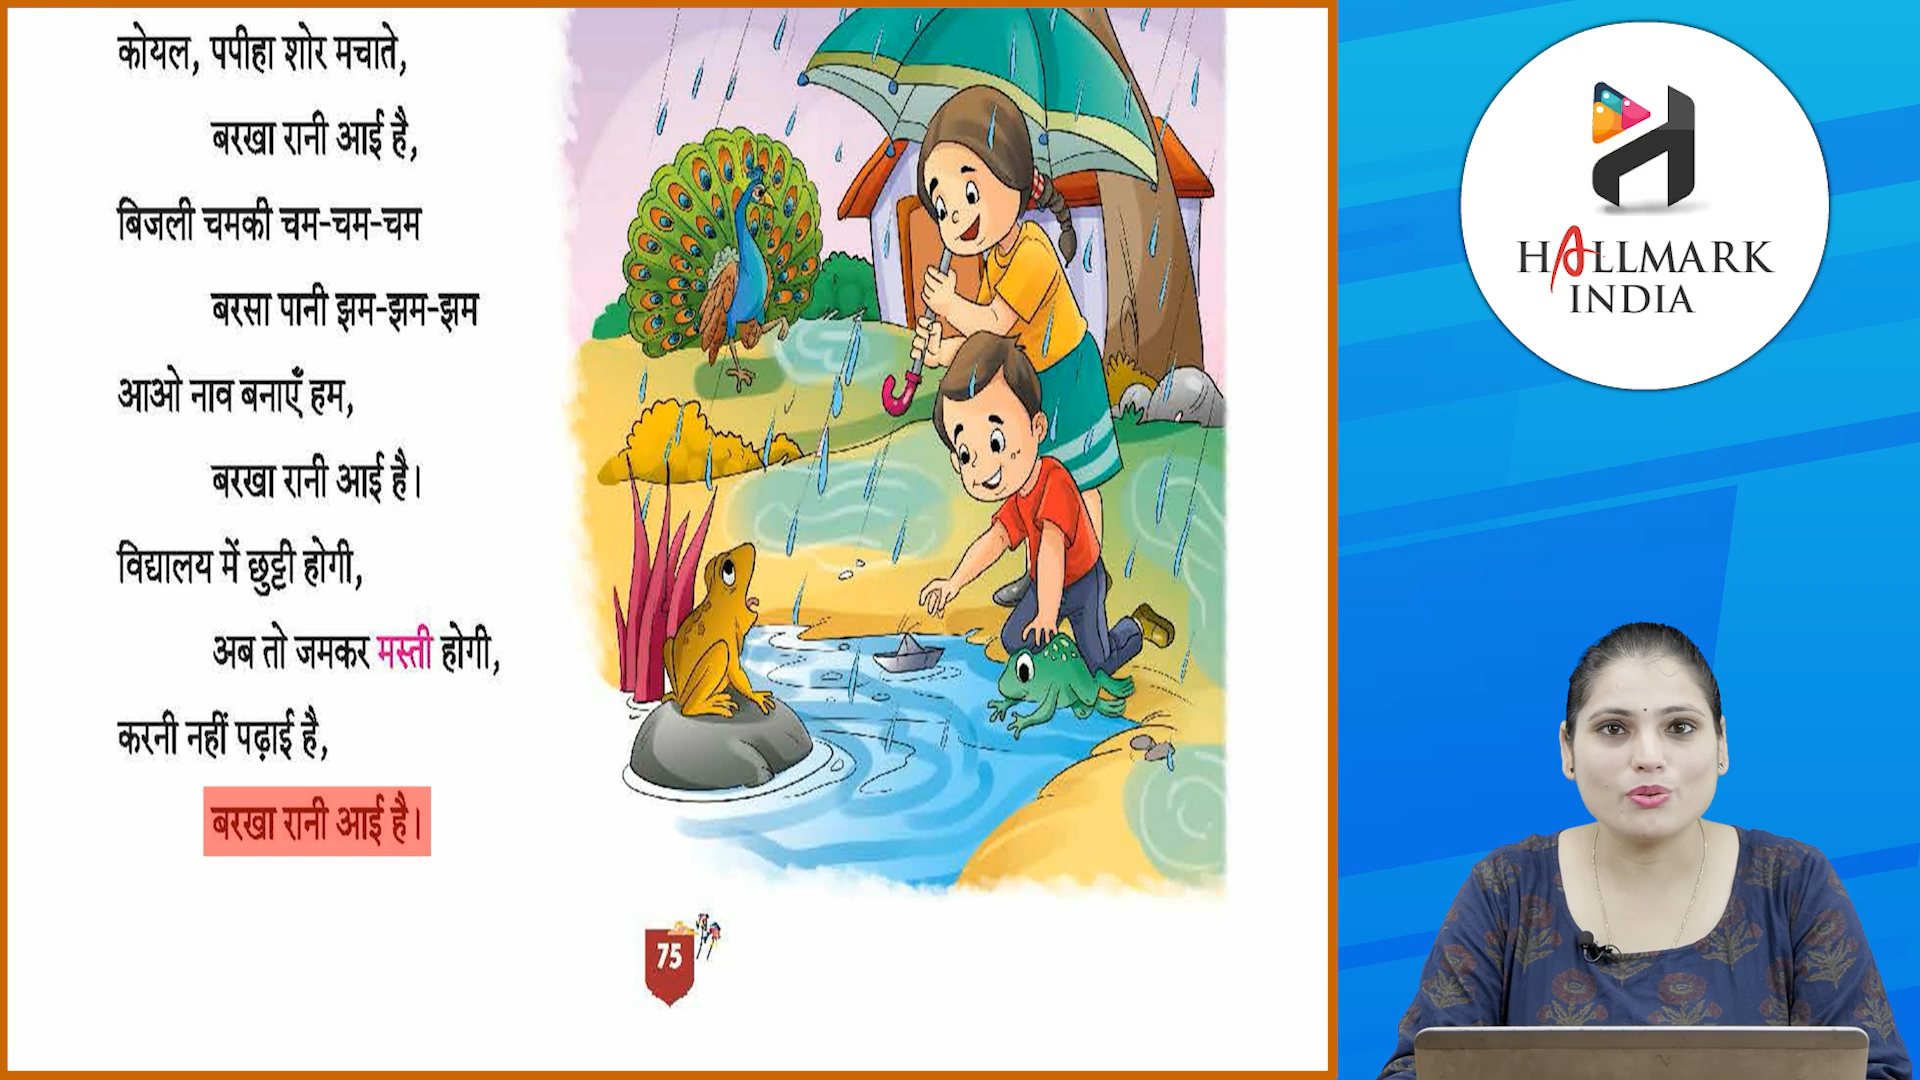 कोयल, पपीहा शोर मचाते,
बरखा रानी आई है,
बिजली चमकी चम-चम-चम
बरसा पानी झम-झम-झम
आओ नाव बनाएँ हम,
बरखा रानी आई है।
विद्यालय में छुट्टी होगी,
अब तो जमकर मस्ती होगी,
करनी नहीं पढ़ाई है,
बरखा रानी आई है।
75
HALLMARK
INDIA